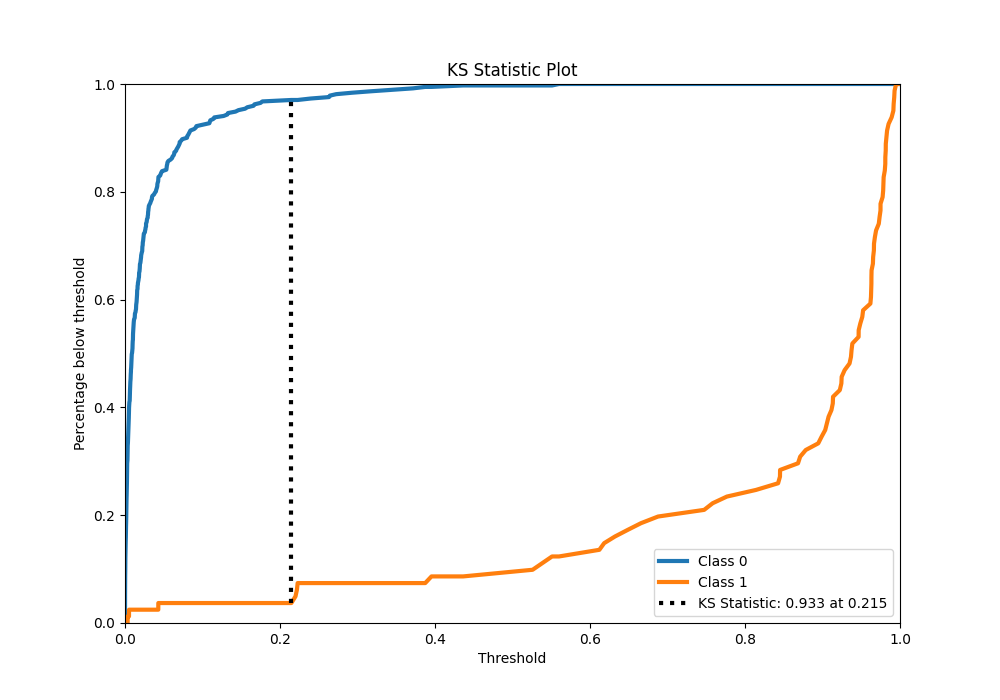 KS Statistic Plot
1.0
0.8
0.6
0.4
0.2
0.0
Percentage below threshold
0.0 0.2 0.4 0.6 0.8 1.0
Threshold
Class 0
Class 1
KS Statistic: 0.933 at 0.215